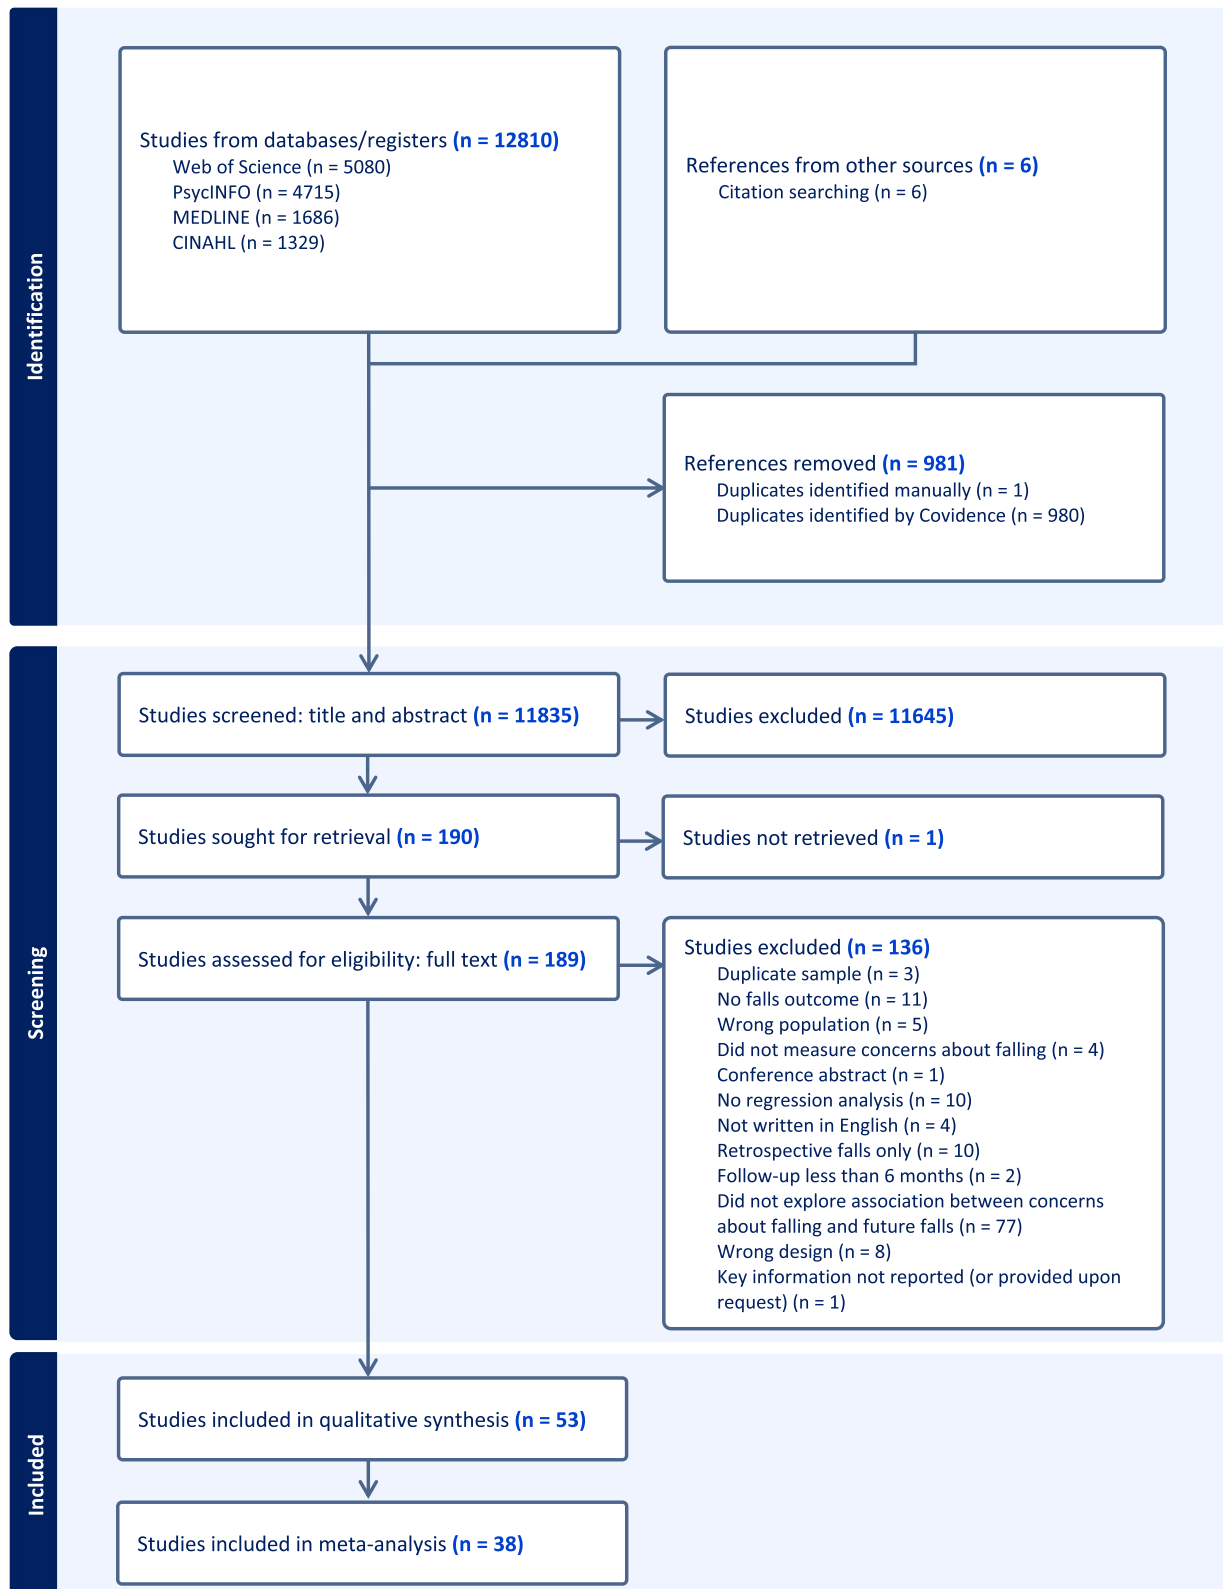 Identification
Studies from databases/registers (n = 12810)
Web of Science (n = 5080)
PsycINFO (n = 4715)
MEDLINE (n = 1686)
CINAHL (n = 1329)
References from other sources (n = 6)
Citation searching (n = 6)
References removed (n = 981)
Duplicates identified manually (n = 1)
Duplicates identified by Covidence (n = 980)
Screening
Studies screened: title and abstract (n = 11835)
Studies excluded (n = 11645)
Studies sought for retrieval (n = 190)
Studies not retrieved (n = 1)
Studies assessed for eligibility: full text (n = 189)
Studies excluded (n = 136)
Duplicate sample (n = 3)
No falls outcome (n = 11)
Wrong population (n = 5)
Did not measure concerns about falling (n = 4)
Conference abstract (n = 1)
No regression analysis (n = 10)
Not written in English (n = 4)
Retrospective falls only (n = 10)
Follow-up less than 6 months (n = 2)
Did not explore association between concerns
about falling and future falls (n = 77)
Wrong design (n = 8)
Key information not reported (or provided upon
request) (n = 1)
Included
Studies included in qualitative synthesis (n = 53)
Studies included in meta-analysis (n = 38)